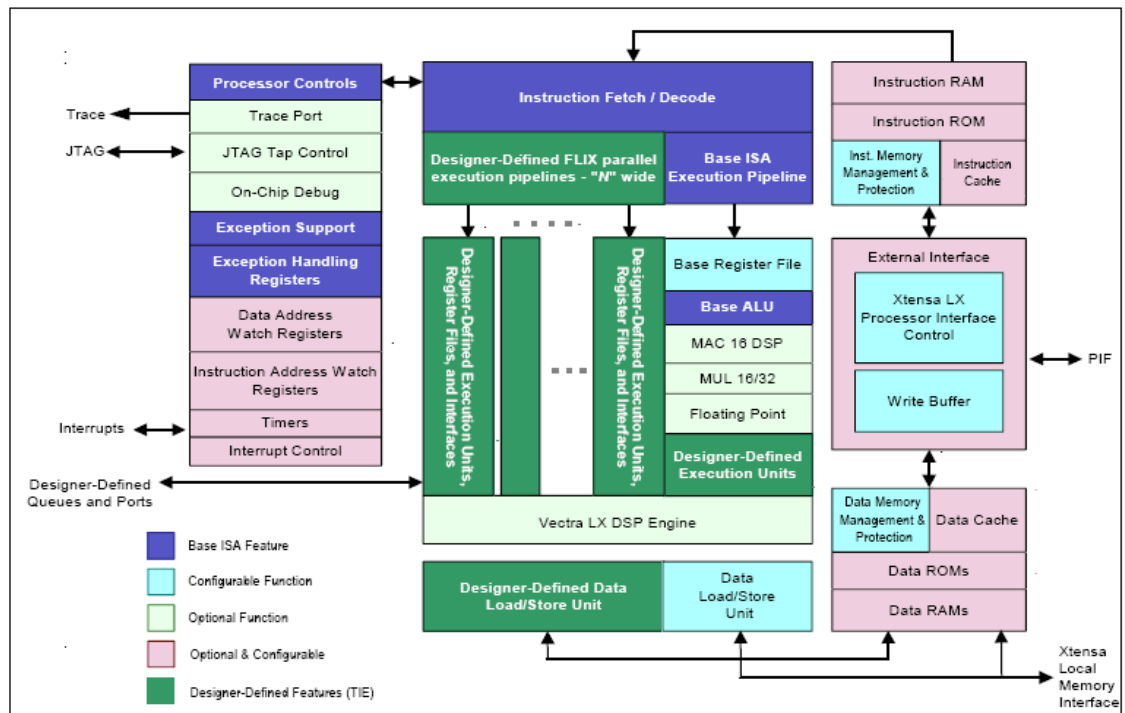 Processor Controls
Trace
Trace Port
JTAG
JTAG Tap Control
On-Chip Debug
Exception Support
Exception Handling
Registers
Data Address
Watch Registers
Instruction Address Watch
Registers
Interrupts
Timers
Interrupt Control
Designer-Defined
Queues and Ports
Instruction Fetch / Decode
Designer-Defined FLIX parallel
execution pipelines - "N" wide
Base ISA
Execution Pipeline
Designer-Defined Execution Units,
Register Files, and Interfaces
Designer-Defined Execution Units,
Register Files, and Interfaces
Base Register File
Base ALU
MAC 16 DSP
MUL 16/32
Floating Point
Designer-Defined
Execution Units
Vectra LX DSP Engine
Designer-Defined Data
Load/Store Unit
Data
Load/Store
Unit
Instruction RAM
Instruction ROM
Inst. Memory
Management &
Protection
Instruction
Cache
External Interface
Xtensa LX
Processor Interface
Control
Write Buffer
PIF
Data Memory
Management &
Protection
Data Cache
Data ROMs
Data RAMs
Xtensa
Local
Memory
Interface
Base ISA Feature
Configurable Function
Optional Function
Optional & Configurable
Designer-Defined Features (TIE)